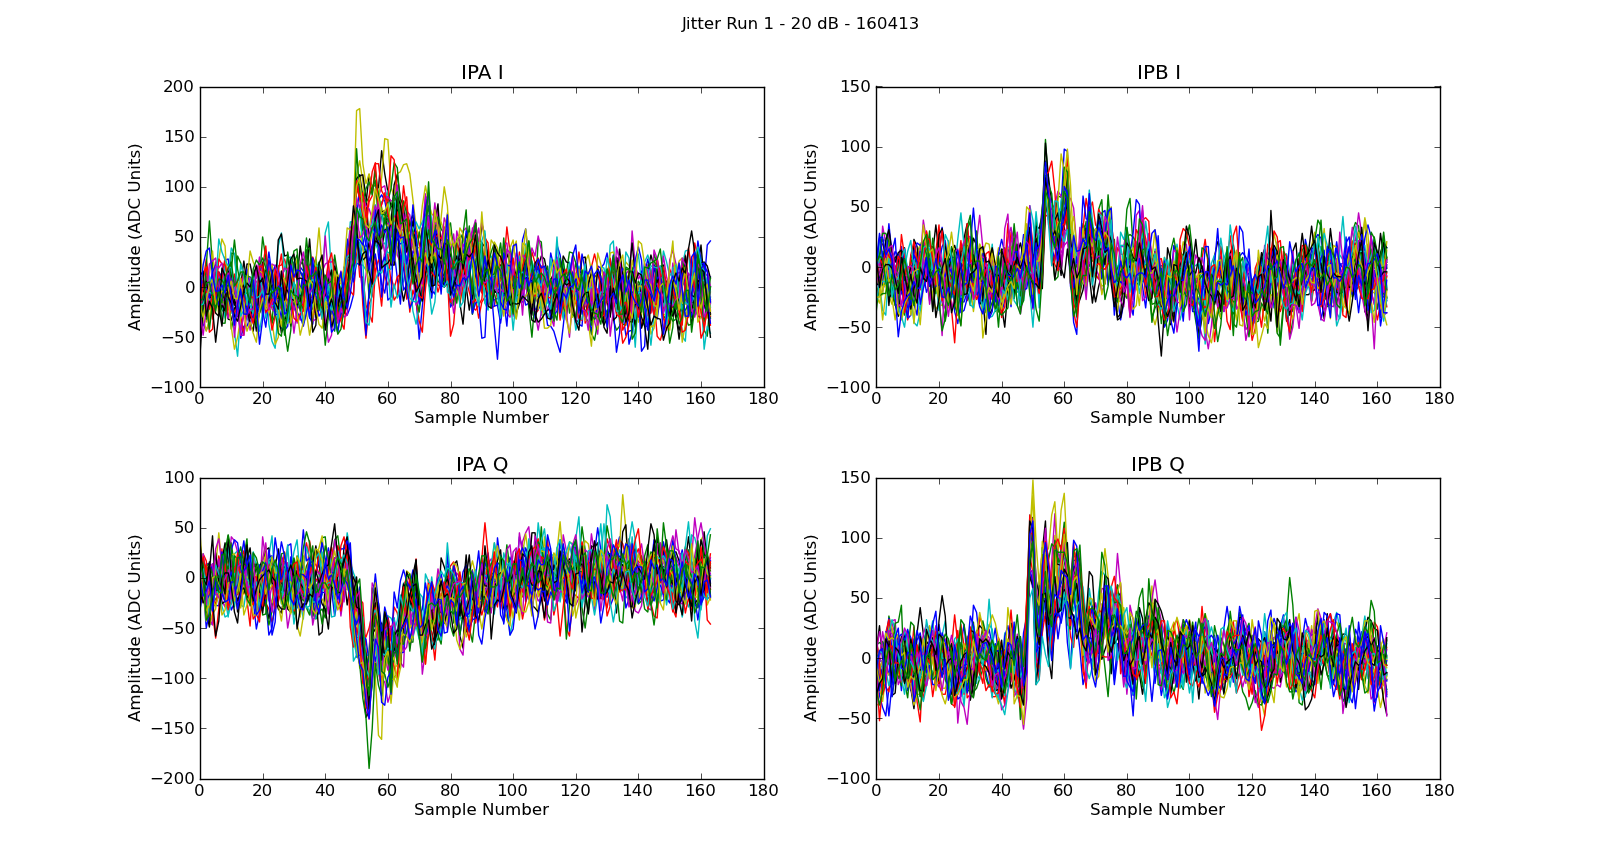 Jitter Run 1 - 20 dB - 160413
IPA I
Amplitude (ADC Units)
200
150
100
50
0
−50
−100
0 20 40 60 80 100 120 140 160 180
Sample Number
IPB I
Amplitude (ADC Units)
150
100
50
0
−50
−100
0 20 40 60 80 100 120 140 160 180
Sample Number
IPA Q
Amplitude (ADC Units)
100
50
0
−50
−100
−150
−200
0 20 40 60 80 100 120 140 160 180
Sample Number
IPB Q
Amplitude (ADC Units)
150
100
50
0
−50
−100
0 20 40 60 80 100 120 140 160 180
Sample Number